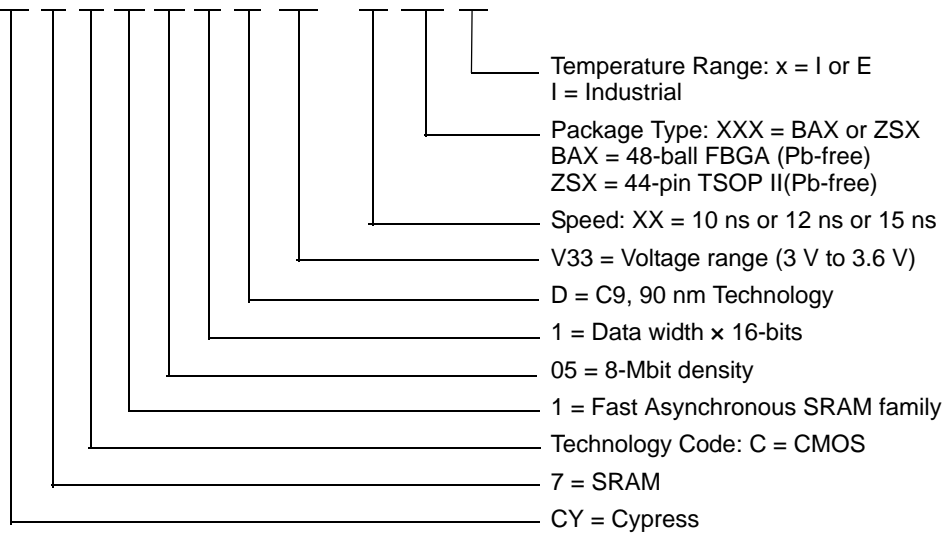 Temperature Range: x = I or E
I = Industrial
Package Type: XXX = BAX or ZSX
BAX = 48-ball FBGA (Pb-free)
ZSX = 44-pin TSOP II(Pb-free)
Speed: XX = 10 ns or 12 ns or 15 ns
V33 = Voltage range (3 V to 3.6 V)
D = C9, 90 nm Technology
1 = Data width × 16-bits
05 = 8-Mbit density
1 = Fast Asynchronous SRAM family
Technology Code: C = CMOS
7 = SRAM
CY = Cypress